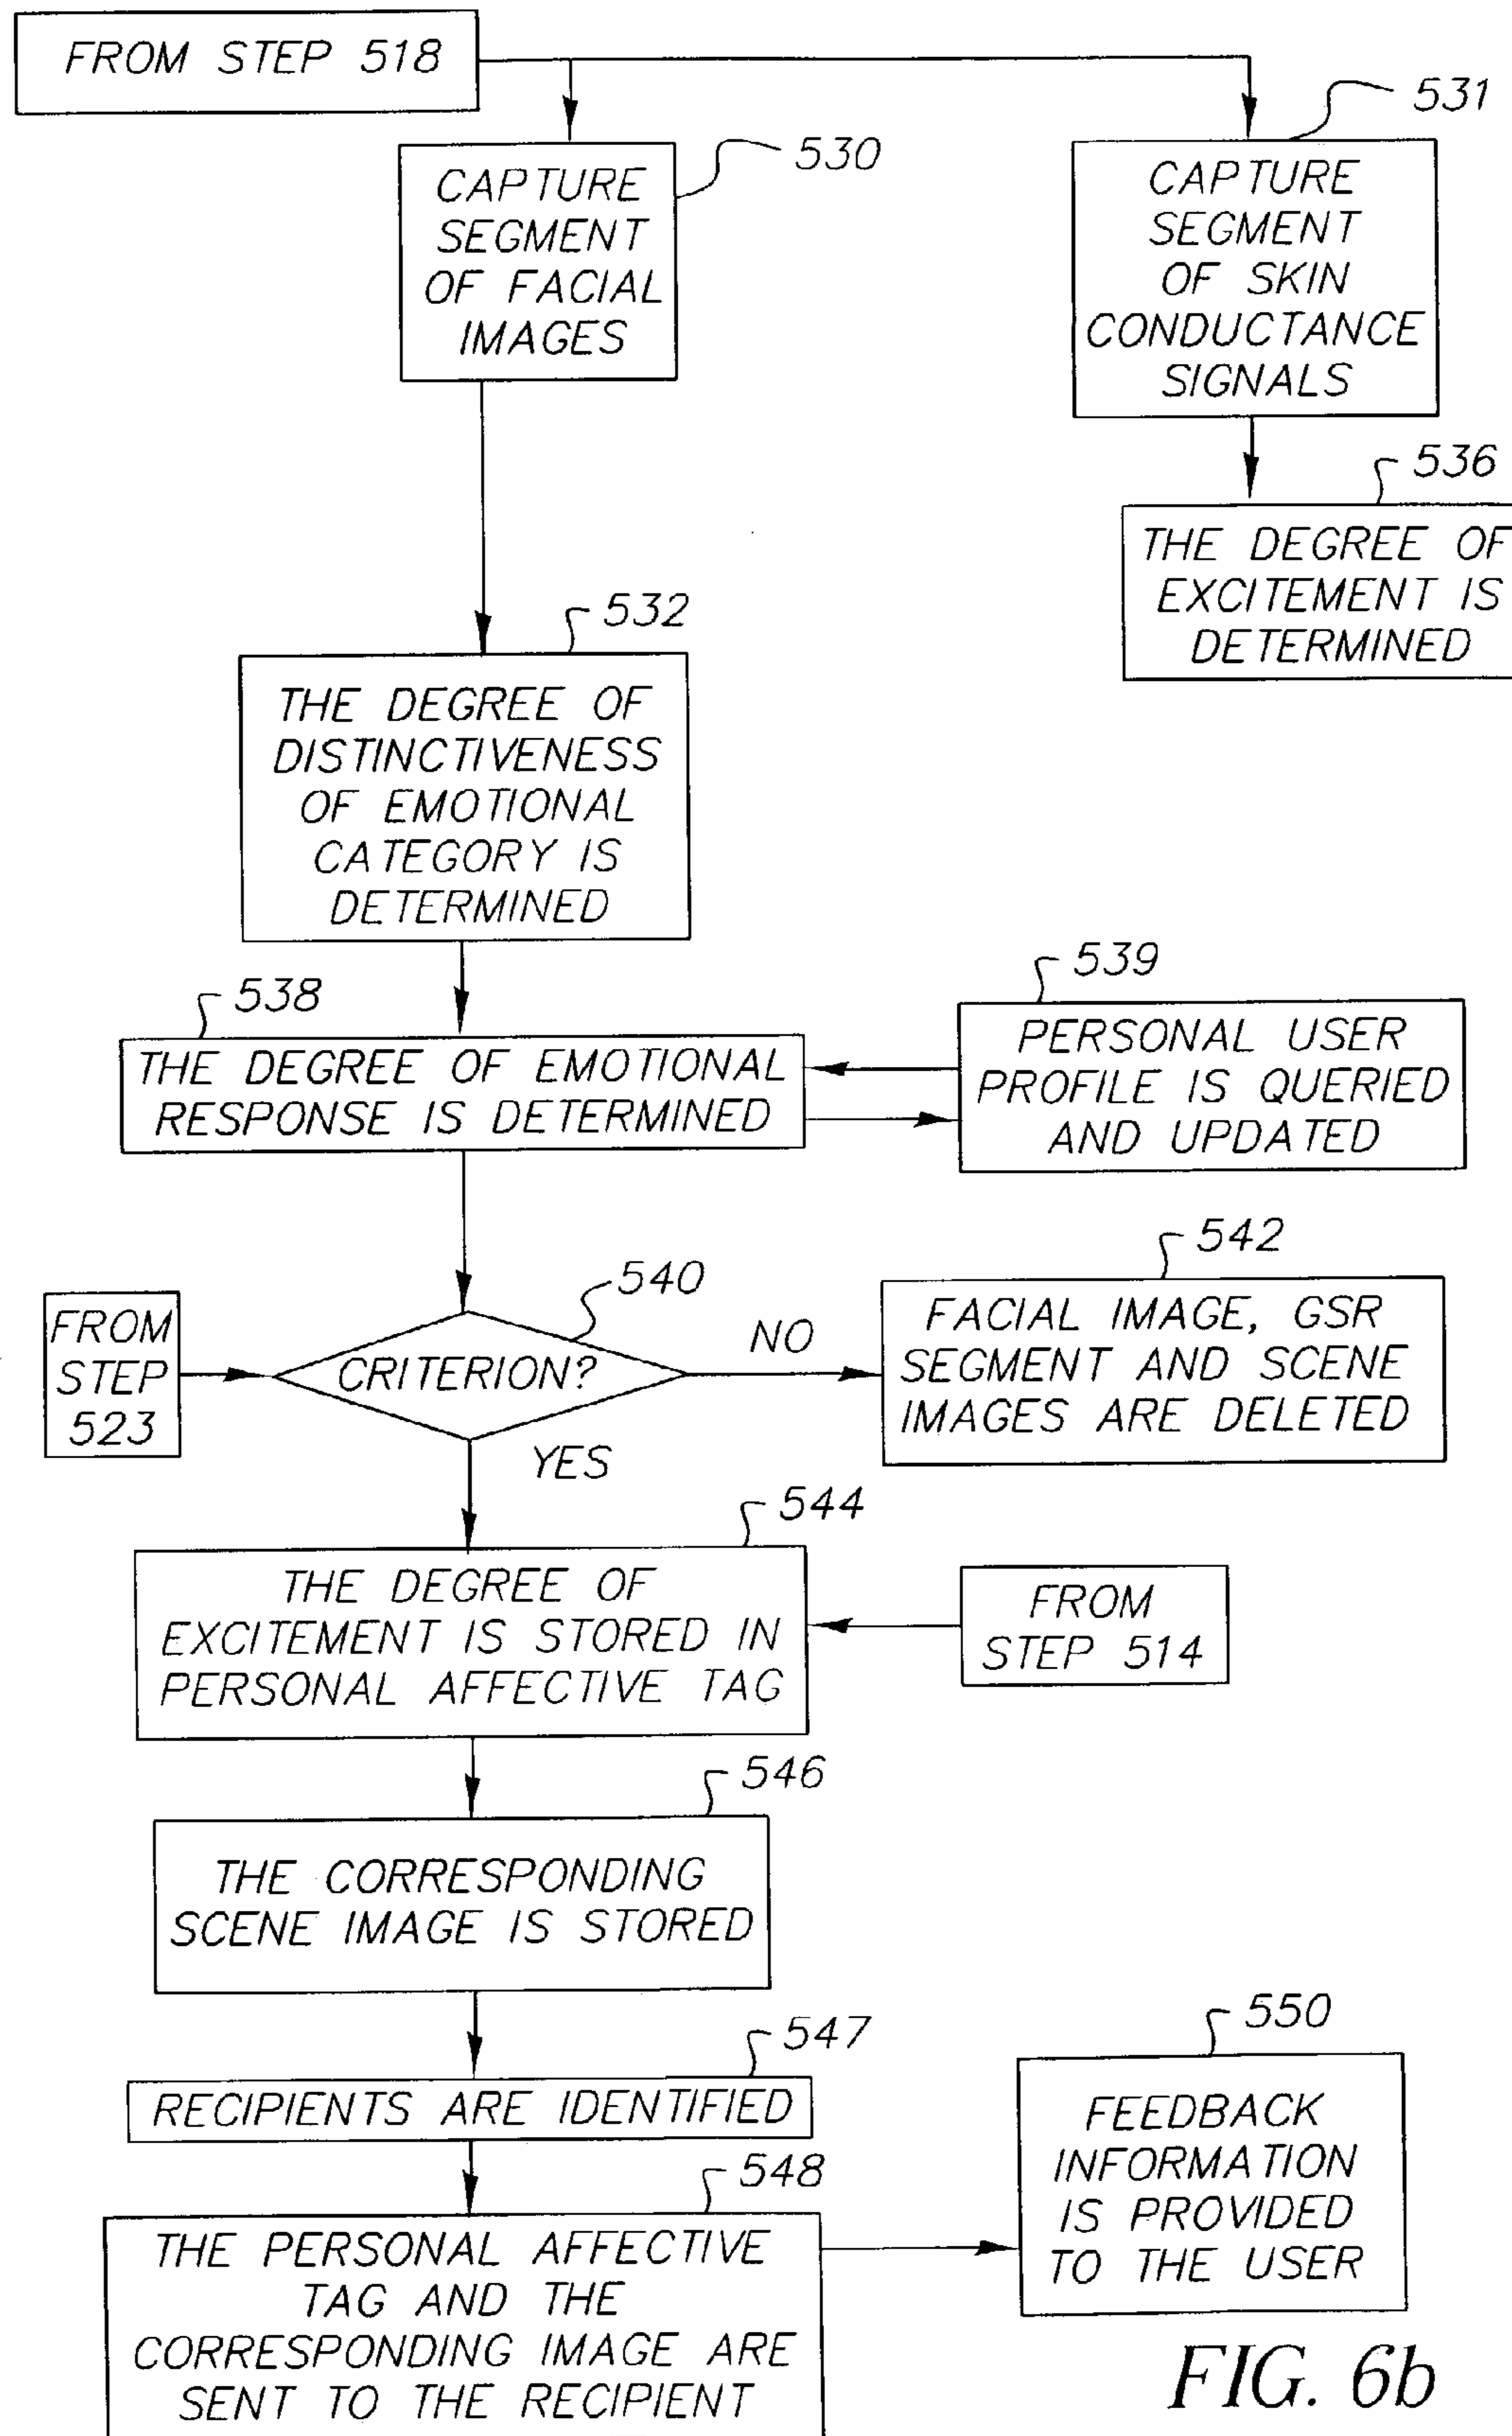 FROM STEP 518
531
530
CAPTURE
SEGMENT
OF FACIAL
IMAGES
CAPTURE
SEGMENT
OF SKIN
CONDUCTANCE
SIGNALS
536
THE DEGREE OF
EXCITEMENT IS
DETERMINED
532
THE DEGREE OF
DISTINCTIVENESS
OF EMOTIONAL
CATEGORY IS
DETERMINED
538
THE DEGREE OF EMOTIONAL
RESPONSE IS DETERMINED
539
PERSONAL USER
PROFILE IS QUERIED
AND UPDATED
542
540
FROM
STEP
523
CRITERION?
NO
FACIAL IMAGE, GSR
SEGMENT AND SCENE
IMAGES ARE DELETED
YES
544
THE DEGREE OF
EXCITEMENT IS STORED IN
PERSONAL AFFECTIVE TAG
FROM
STEP 514
546
THE CORRESPONDING
SCENE IMAGE IS STORED
547
RECIPIENTS ARE IDENTIFIED
550
FEEDBACK
INFORMATION
IS PROVIDED
TO THE USER
548
THE PERSONAL AFFECTIVE
TAG AND THE
CORRESPONDING IMAGE ARE
SENT TO THE RECIPIENT
FIG. 6b